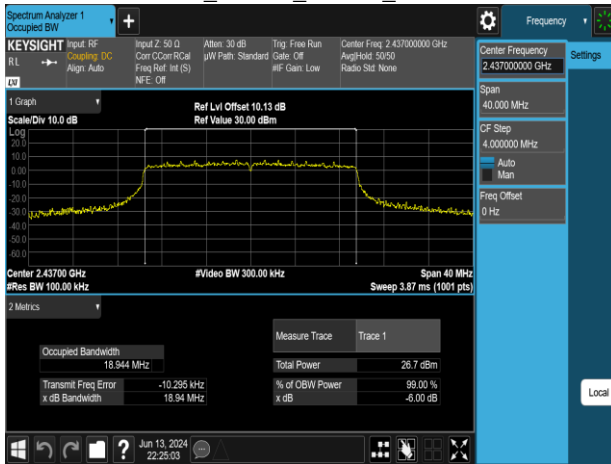 Spectrum Analyzer 1
Occupied BW
Frequency
KEYSIGHT
RL
LXI
Input: RF
Coupling: DC
Align: Auto
Input Z: 50 Ω
Corr CCorr RCal
Freq Ref: Int (S)
NFE: Off
Atten: 30 dB
µW Path: Standard
Trig: Free Run
Gate: Off
#IF Gain: Low
Center Freq: 2.437000000 GHz
Avg|Hold: 50/50
Radio Std: None
Center Frequency
2.437000000 GHz
Settings
Span
40.000 MHz
CF Step
4.000000 MHz
Auto
Man
Freq Offset
0 Hz
Local
1 Graph
Scale/Div 10.0 dB
Ref Lvl Offset 10.13 dB
Ref Value 30.00 dBm
Log
20.0
10.0
0.00
-10.0
-20.0
-30.0
-40.0
-50.0
-60.0
Center 2.43700 GHz
#Video BW 300.00 kHz
Span 40 MHz
#Res BW 100.00 kHz
Sweep 3.87 ms (1001 pts)
2 Metrics
Measure Trace
Trace 1
Occupied Bandwidth
18.944 MHz
Total Power
26.7 dBm
Transmit Freq Error
-10.295 kHz
% of OBW Power
99.00 %
x dB Bandwidth
18.94 MHz
x dB
-6.00 dB
?
Jun 13, 2024
22:25:03